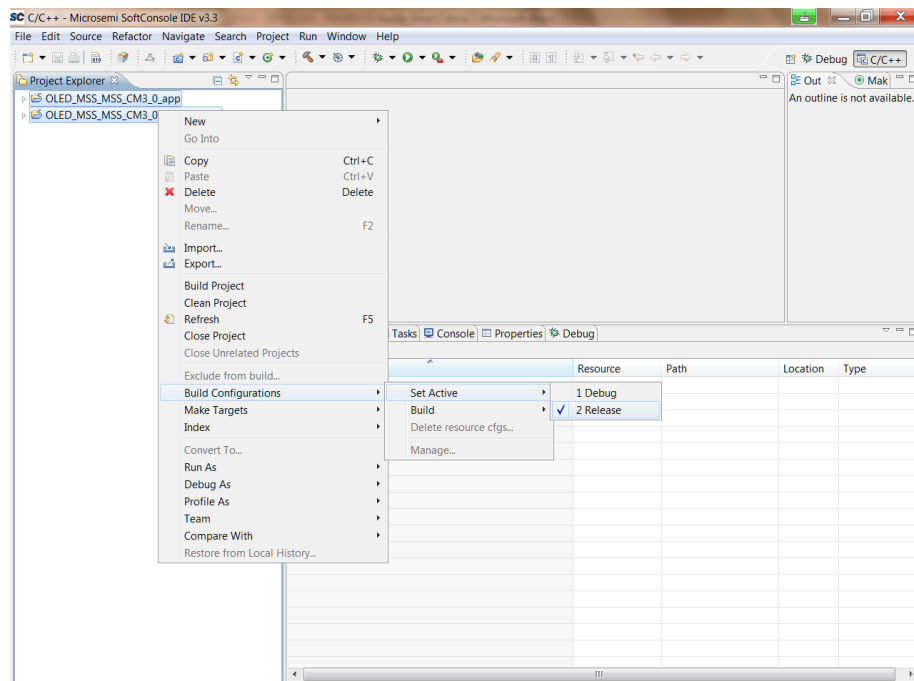 SC C/C++ - Microsemi SoftConsole IDE v3.3
File Edit Source Refactor Navigate Search Project Run Window Help
Debug C/C++
Project Explorer
Out Mak
OLED_MSS_MSS_CM3_0_app
An outline is not available.
OLED_MSS_MSS_CM3_0
New
Go Into
Copy Ctrl+C
Paste Ctrl+V
Delete Delete
Move...
Rename... F2
Import...
Export...
Build Project
Clean Project
Refresh F5
Tasks Console Properties Debug
Close Project
Close Unrelated Projects
Resource Path Location Type
Exclude from build...
Build Configurations Set Active 1 Debug
Make Targets Build 2 Release
Index Delete resource cfgs...
Convert To... Manage...
Run As
Debug As
Profile As
Team
Compare With
Restore from Local History...